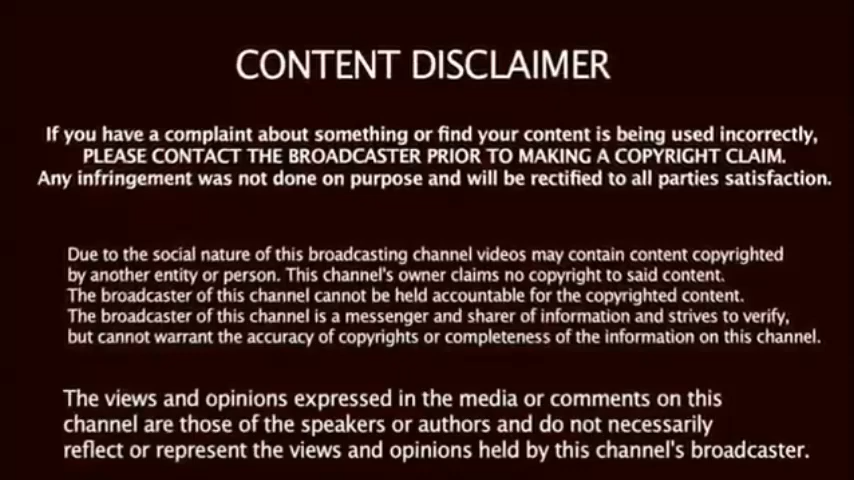 CONTENT DISCLAIMER
If you have a complaint about something or find your content is being used incorrectly,
PLEASE CONTACT THE BROADCASTER PRIOR TO MAKING A COPYRIGHT CLAIM.
Any infringement was not done on purpose and will be rectified to all parties satisfaction.
Due to the social nature of this broadcasting channel videos may contain content copyrighted
by another entity or person. This channel's owner claims no copyright to said content.
The broadcaster of this channel cannot be held accountable for the copyrighted content.
The broadcaster of this channel is a messenger and sharer of information and strives to verify,
but cannot warrant the accuracy of copyrights or completeness of the information on this channel.
The views and opinions expressed in the media or comments on this
channel are those of the speakers or authors and do not necessarily
reflect or represent the views and opinions held by this channel's broadcaster.